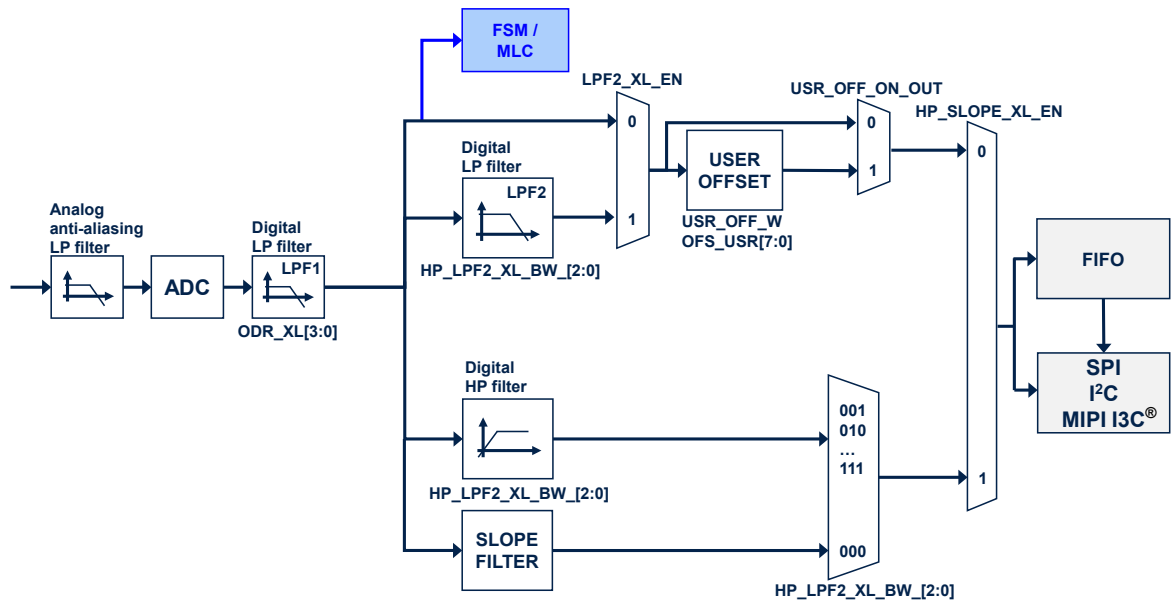 FSM /
MLC
LPF2_XL_EN
USR_OFF_ON_OUT
HP_SLOPE_XL_EN
0
0
0
Digital
LP filter
LPF2
USER
OFFSET
1
1
HP_LPF2_XL_BW_[2:0]
USR_OFF_W
OFS_USR[7:0]
Analog
anti-aliasing
LP filter
ADC
Digital
LP filter
LPF1
ODR_XL[3:0]
FIFO
SPI
I²C
MIPI I3C®
Digital
HP filter
HP_LPF2_XL_BW_[2:0]
001
010
...
111
1
SLOPE
FILTER
000
HP_LPF2_XL_BW_[2:0]